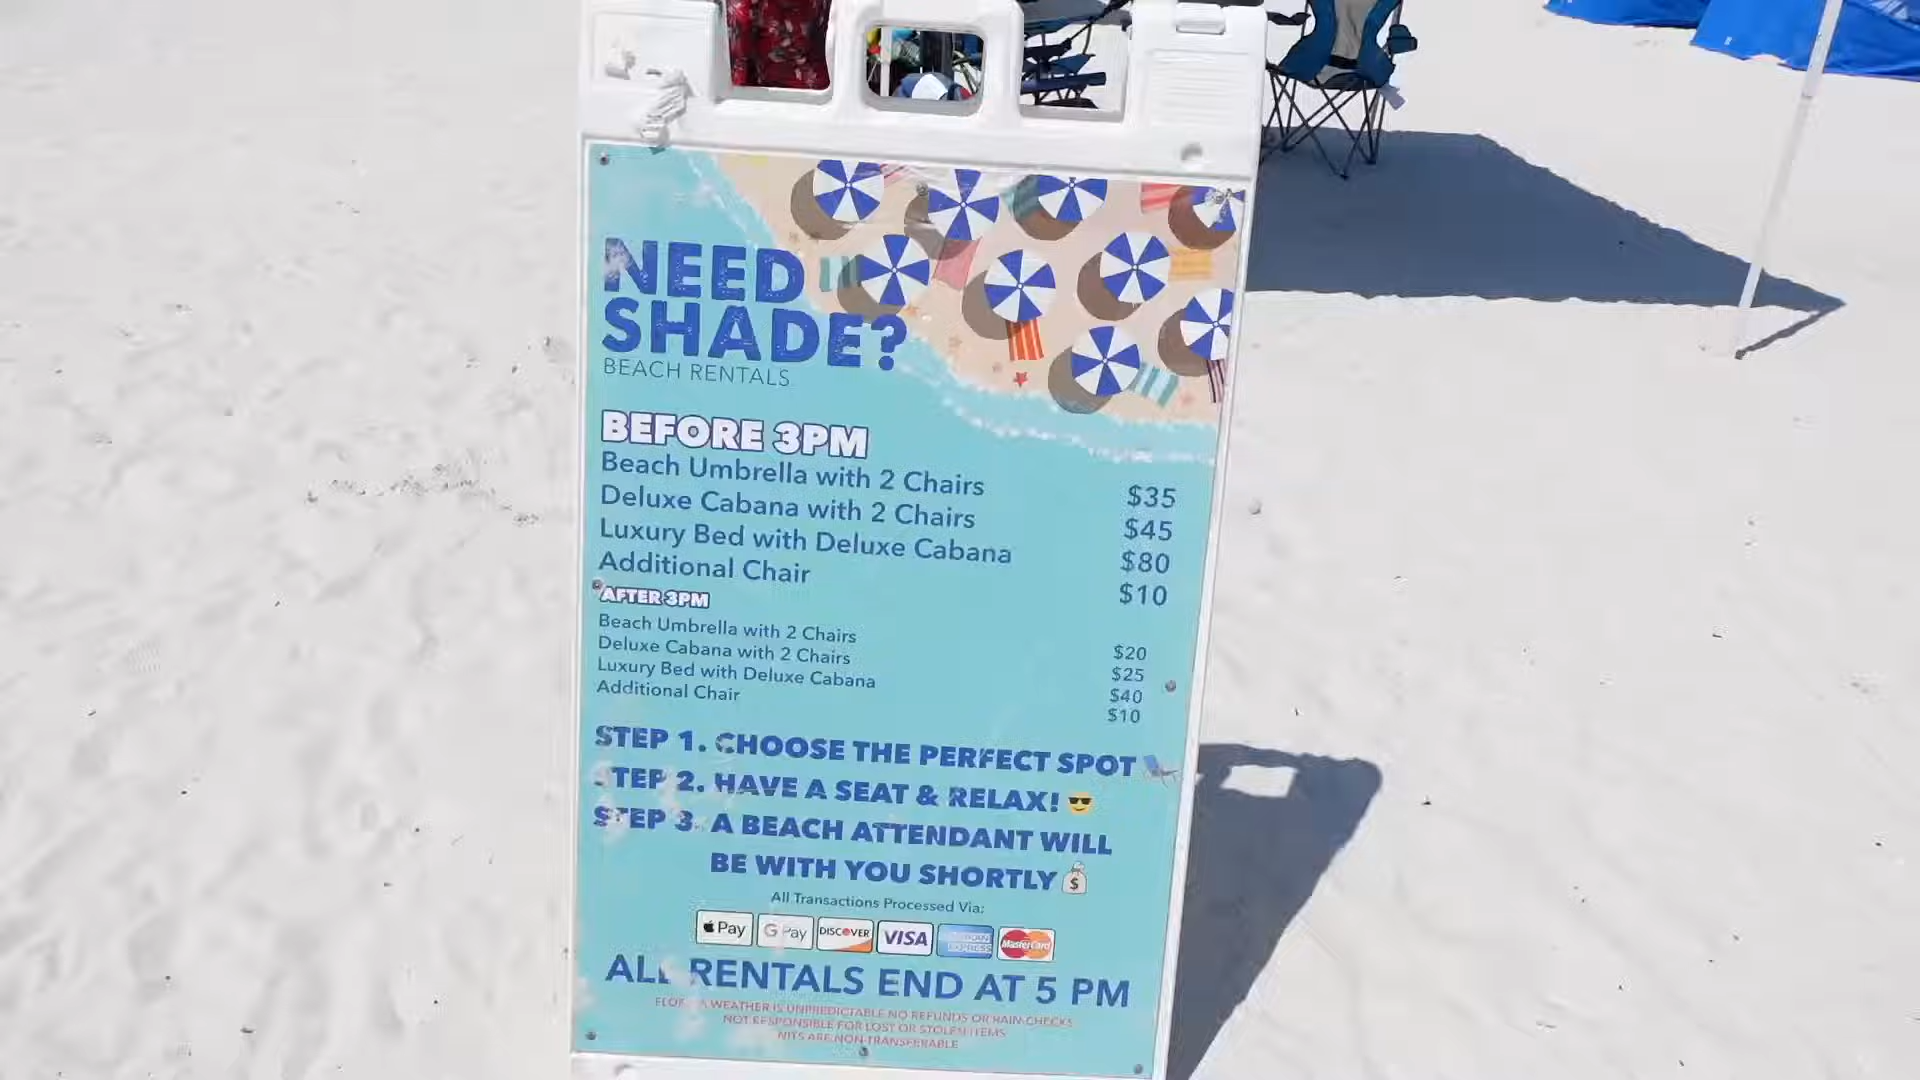 NEED
SHADE?
BEACH RENTALS
BEFORE 3PM
Beach Umbrella with 2 Chairs $35
Deluxe Cabana with 2 Chairs $45
Luxury Bed with Deluxe Cabana $80
Additional Chair $10
AFTER 3PM
Beach Umbrella with 2 Chairs $20
Deluxe Cabana with 2 Chairs $25
Luxury Bed with Deluxe Cabana $40
Additional Chair $10
STEP 1. CHOOSE THE PERFECT SPOT
STEP 2. HAVE A SEAT & RELAX!
STEP 3. A BEACH ATTENDANT WILL
BE WITH YOU SHORTLY
All Transactions Processed Via:
Pay G Pay DISCOVER VISA AMERICAN EXPRESS MasterCard
ALL RENTALS END AT 5 PM
WEATHER IS UNPREDICTABLE NO REFUNDS OR RAIN CHECKS
NOT RESPONSIBLE FOR LOST OR STOLEN ITEMS
ARE NON-TRANSFERABLE